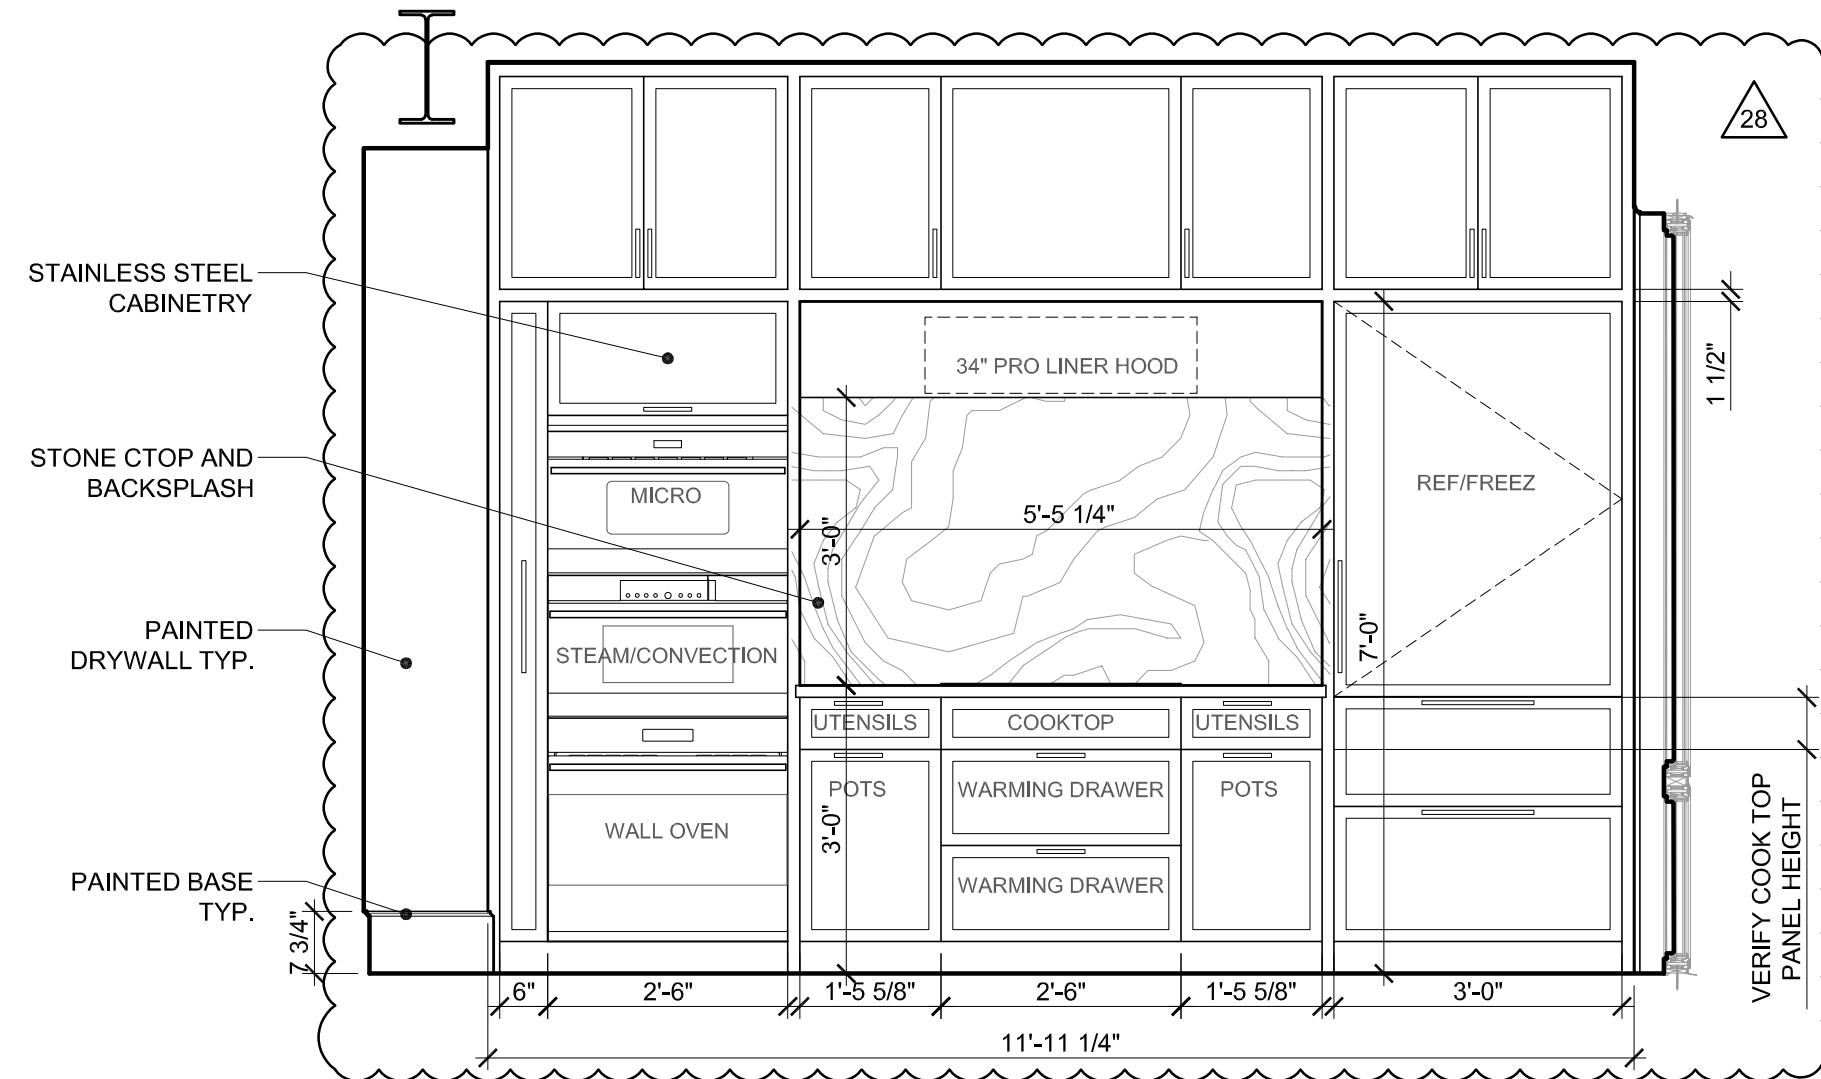 28
STAINLESS STEEL
CABINETRY
34" PRO LINER HOOD
1 1/2"
STONE CTOP AND
BACKSPLASH
MICRO
REF/FREEZ
5'-5 1/4"
3'-0"
PAINTED
DRYWALL TYP.
STEAM/CONVECTION
7'-0"
UTENSILS
COOKTOP
UTENSILS
POTS
WARMING DRAWER
POTS
WALL OVEN
3'-0"
VERIFY COOK TOP
PANEL HEIGHT
PAINTED BASE
TYP.
WARMING DRAWER
7 3/4"
6"
2'-6"
1'-5 5/8"
2'-6"
1'-5 5/8"
3'-0"
11'-11 1/4"